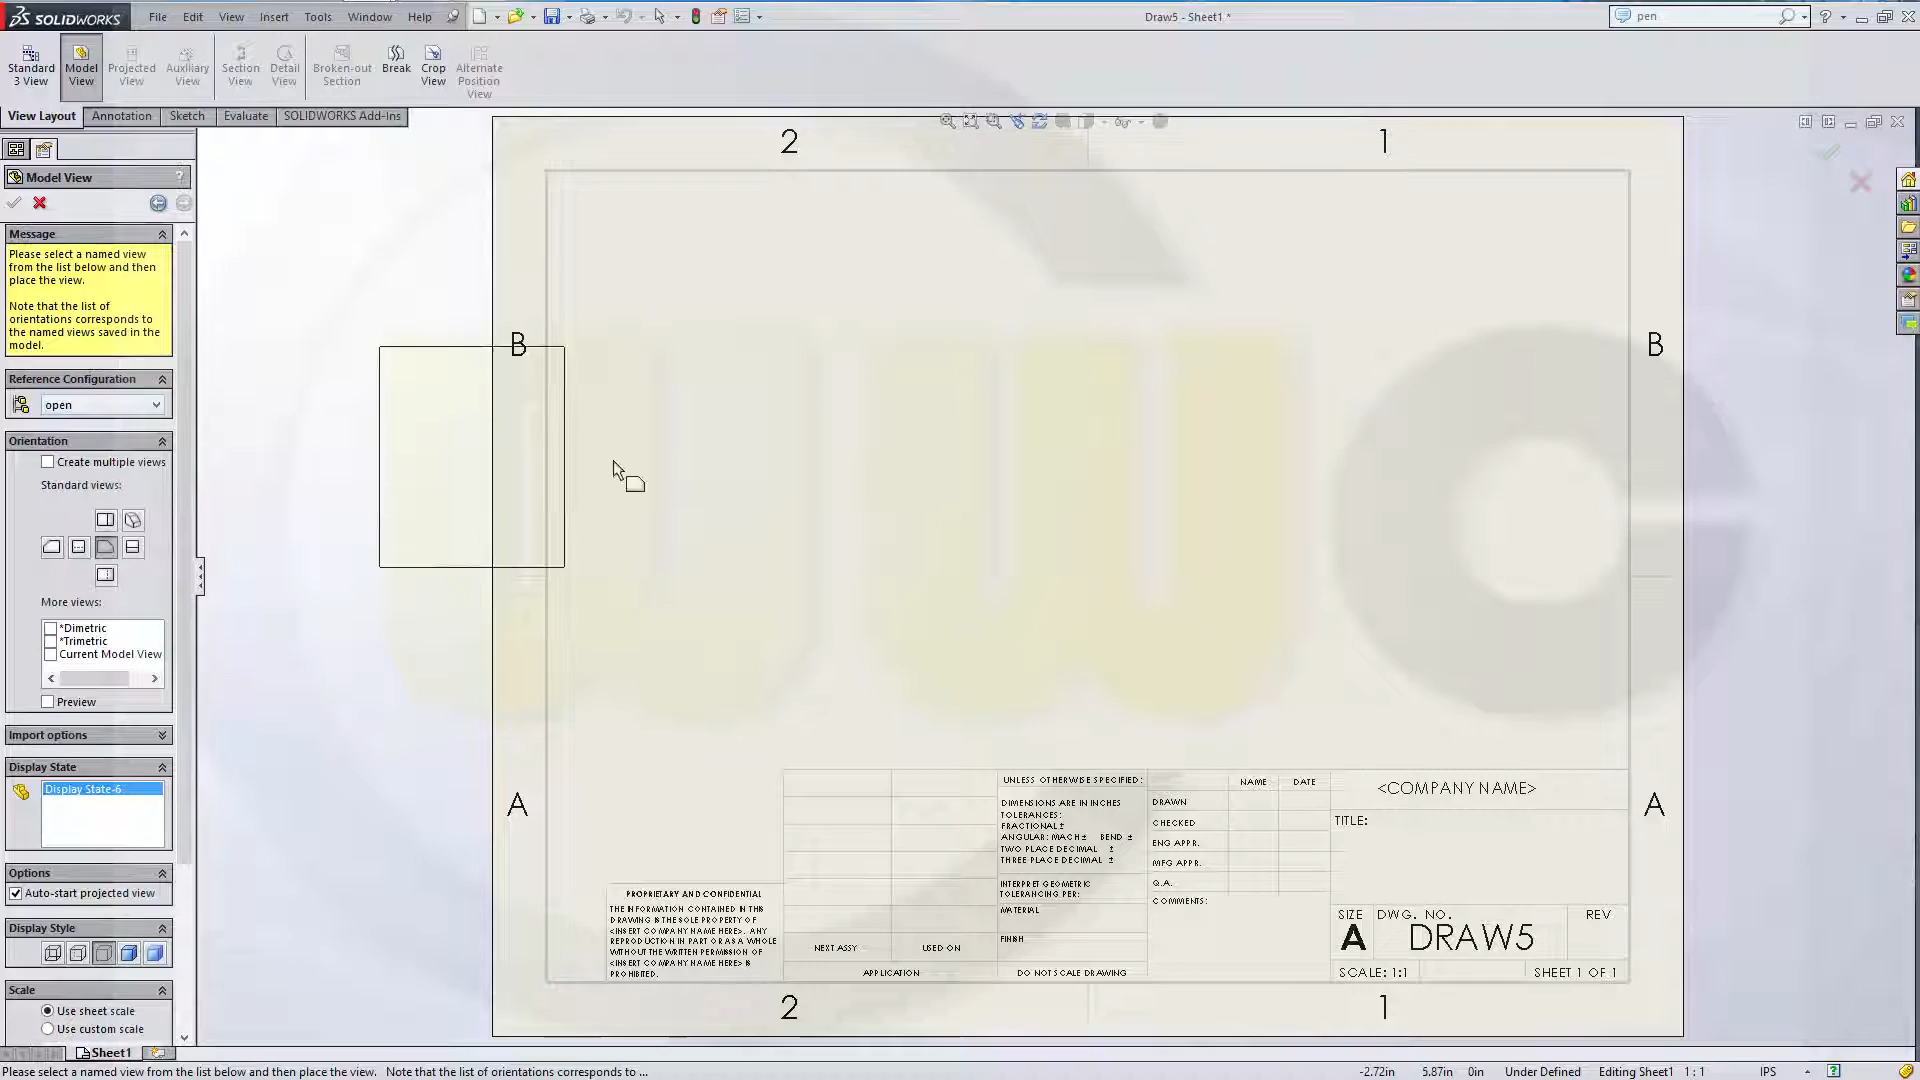 SOLIDWORKS
File Edit View Insert Tools Window Help
Draw5 - Sheet1 *
pen
Standard 3 View
Model View
Projected View
Auxiliary View
Section View
Detail View
Broken-out Section
Break
Crop View
Alternate Position View
View Layout Annotation Sketch Evaluate SOLIDWORKS Add-Ins
Model View
Message
Please select a named view
from the list below and then
place the view.
Note that the list of
orientations corresponds to
the named views saved in the
model.
Reference Configuration
open
Orientation
Create multiple views
Standard views:
More views:
*Dimetric
*Trimetric
Current Model View
Preview
Import options
Display State
Display State-6
Options
Auto-start projected view
Display Style
Scale
Use sheet scale
Use custom scale
2 1
B B
A A
2 1
PROPRIETARY AND CONFIDENTIAL
THE INFORMATION CONTAINED IN THIS
DRAWING IS THE SOLE PROPERTY OF
<INSERT COMPANY NAME HERE>. ANY
REPRODUCTION IN PART OR AS A WHOLE
WITHOUT THE WRITTEN PERMISSION OF
<INSERT COMPANY NAME HERE> IS
PROHIBITED.
NEXT ASSY USED ON
APPLICATION
UNLESS OTHERWISE SPECIFIED:
DIMENSIONS ARE IN INCHES
TOLERANCES:
FRACTIONAL ±
ANGULAR: MACH ± BEND ±
TWO PLACE DECIMAL ±
THREE PLACE DECIMAL ±
INTERPRET GEOMETRIC
TOLERANCING PER:
MATERIAL
FINISH
DO NOT SCALE DRAWING
NAME DATE
DRAWN
CHECKED
ENG APPR.
MFG APPR.
Q.A.
COMMENTS:
<COMPANY NAME>
TITLE:
SIZE DWG. NO. REV
A DRAW5
SCALE: 1:1 SHEET 1 OF 1
Sheet1
Please select a named view from the list below and then place the view. Note that the list of orientations corresponds to ...
-2.72in 5.87in 0in Under Defined Editing Sheet1 1 : 1 IPS